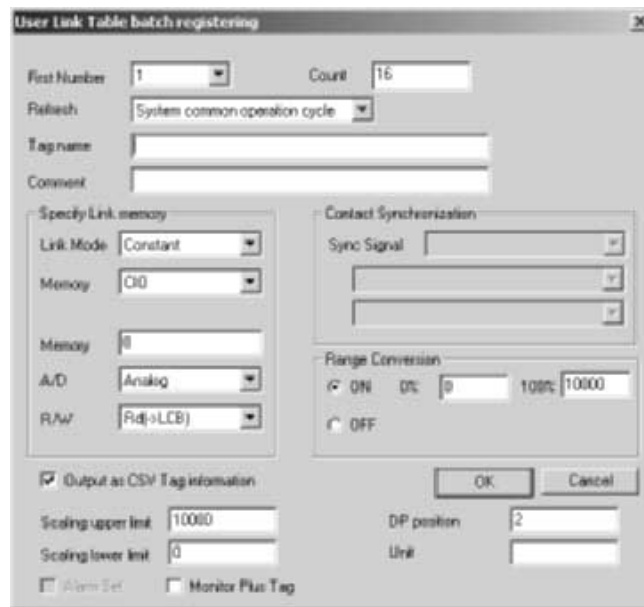 User Link Table batch registering
First Number 1 Count 16
Refresh System common operation cycle
Tag name
Comment
Specify Link memory
Link Mode Constant
Memory CIO
Memory 0
A/D Analog
R/W Rd(->LCB)
Contact Synchronization
Sync Signal
Range Conversion
ON 0% 0 100% 10000
OFF
Output as CSV Tag information
OK Cancel
Scaling upper limit 10000
DP position 2
Scaling lower limit 0
Unit
Alarm Set Monitor Plus Tag